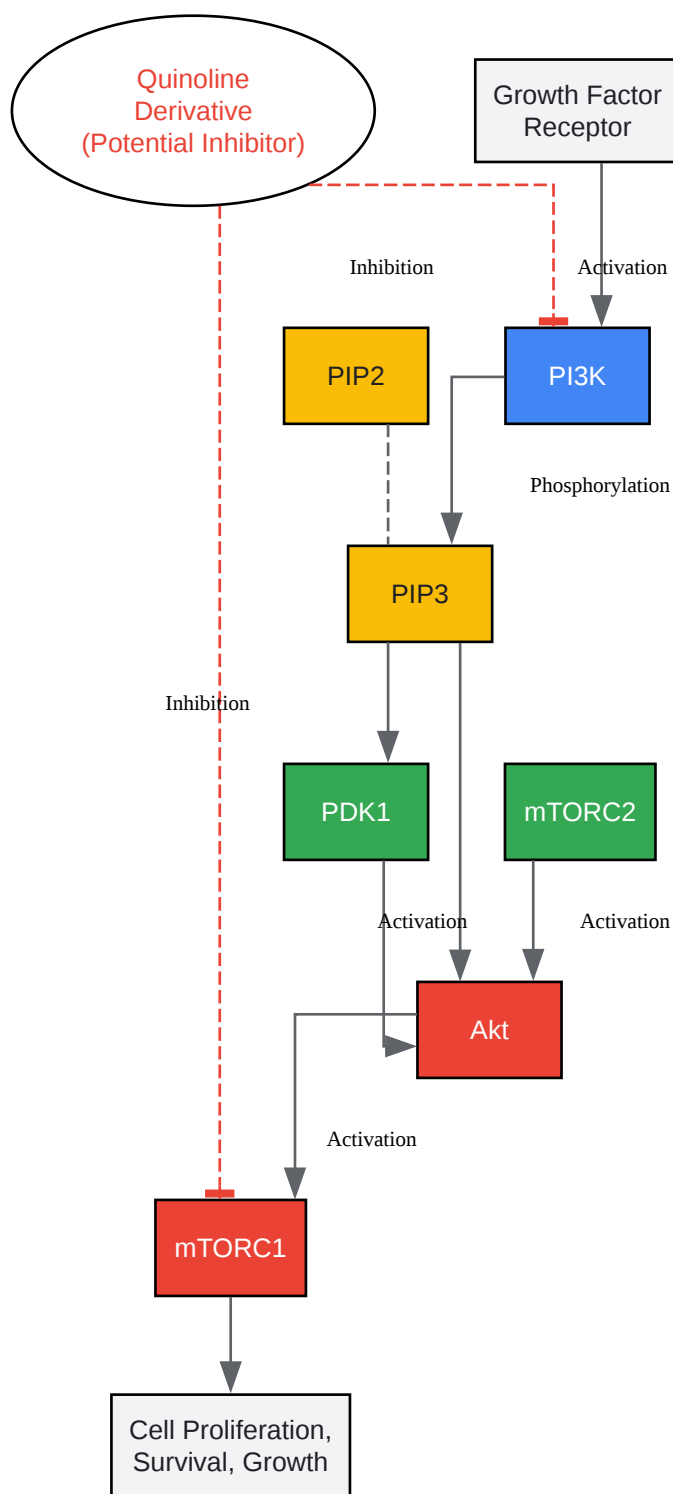 Quinoline
Derivative
(Potential Inhibitor)
Growth Factor
Receptor
Inhibition
Activation
PIP2
PI3K
Phosphorylation
PIP3
Inhibition
PDK1
mTORC2
Activation
Activation
Akt
Activation
mTORC1
Cell Proliferation,
Survival, Growth